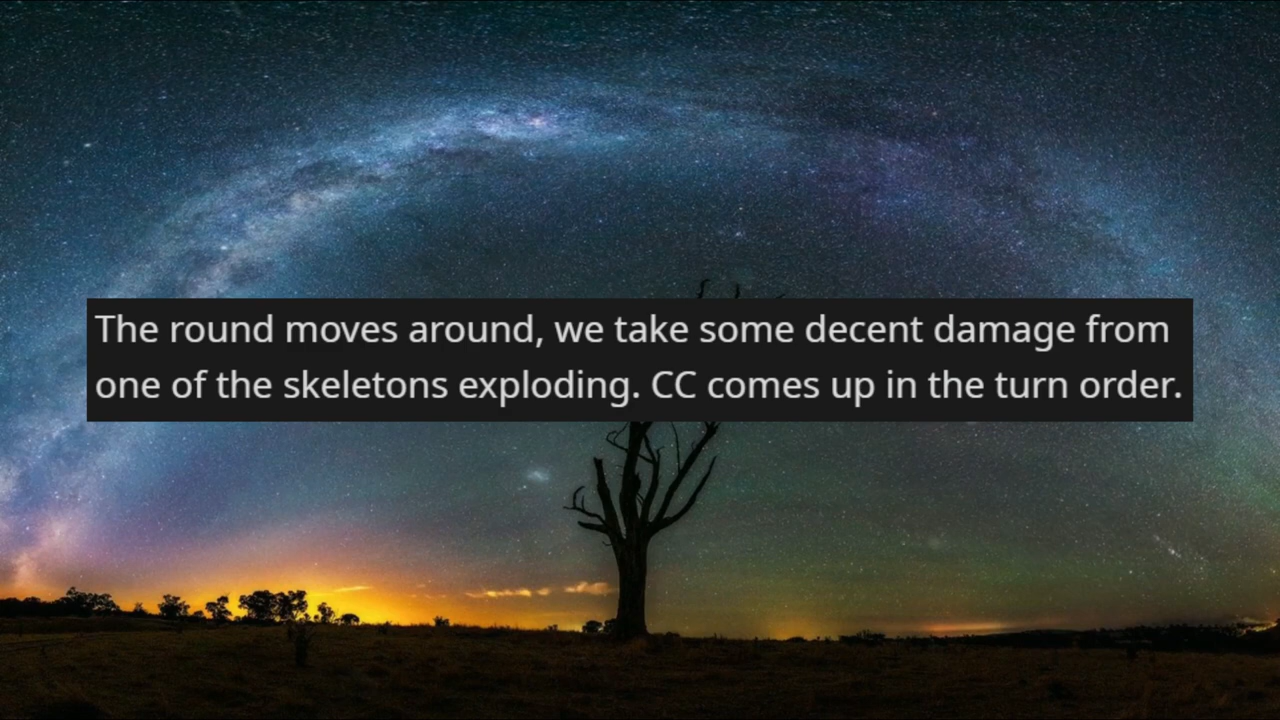 The round moves around, we take some decent damage from
one of the skeletons exploding. CC comes up in the turn order.